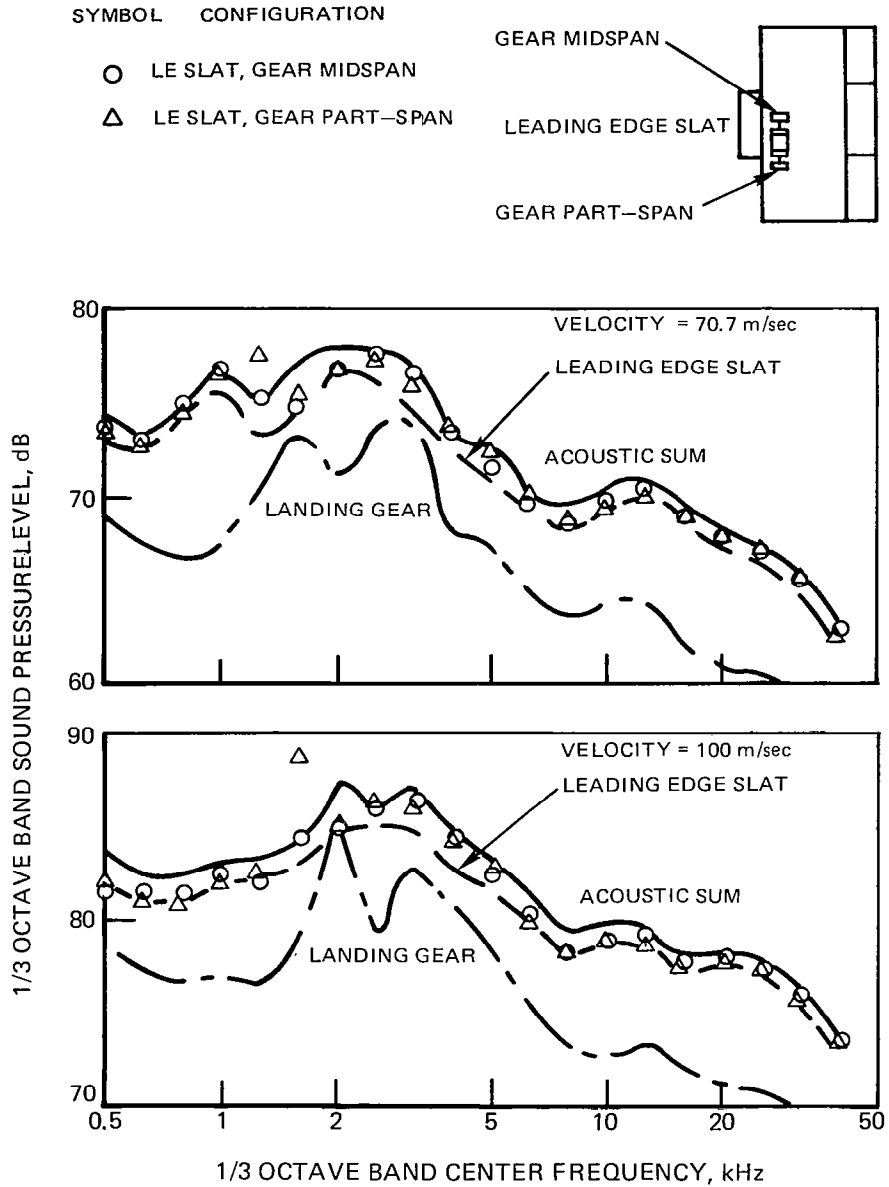 SYMBOL CONFIGURATION
LE SLAT, GEAR MIDSPAN
LE SLAT, GEAR PART—SPAN
GEAR MIDSPAN
LEADING EDGE SLAT
GEAR PART—SPAN
1/3 OCTAVE BAND SOUND PRESSURELEVEL, dB
80
70
60
VELOCITY = 70.7 m/sec
LEADING EDGE SLAT
ACOUSTIC SUM
LANDING GEAR
0.5
1
2
5
10
20
50
90
80
70
VELOCITY = 100 m/sec
LEADING EDGE SLAT
ACOUSTIC SUM
LANDING GEAR
1/3 OCTAVE BAND CENTER FREQUENCY, kHz